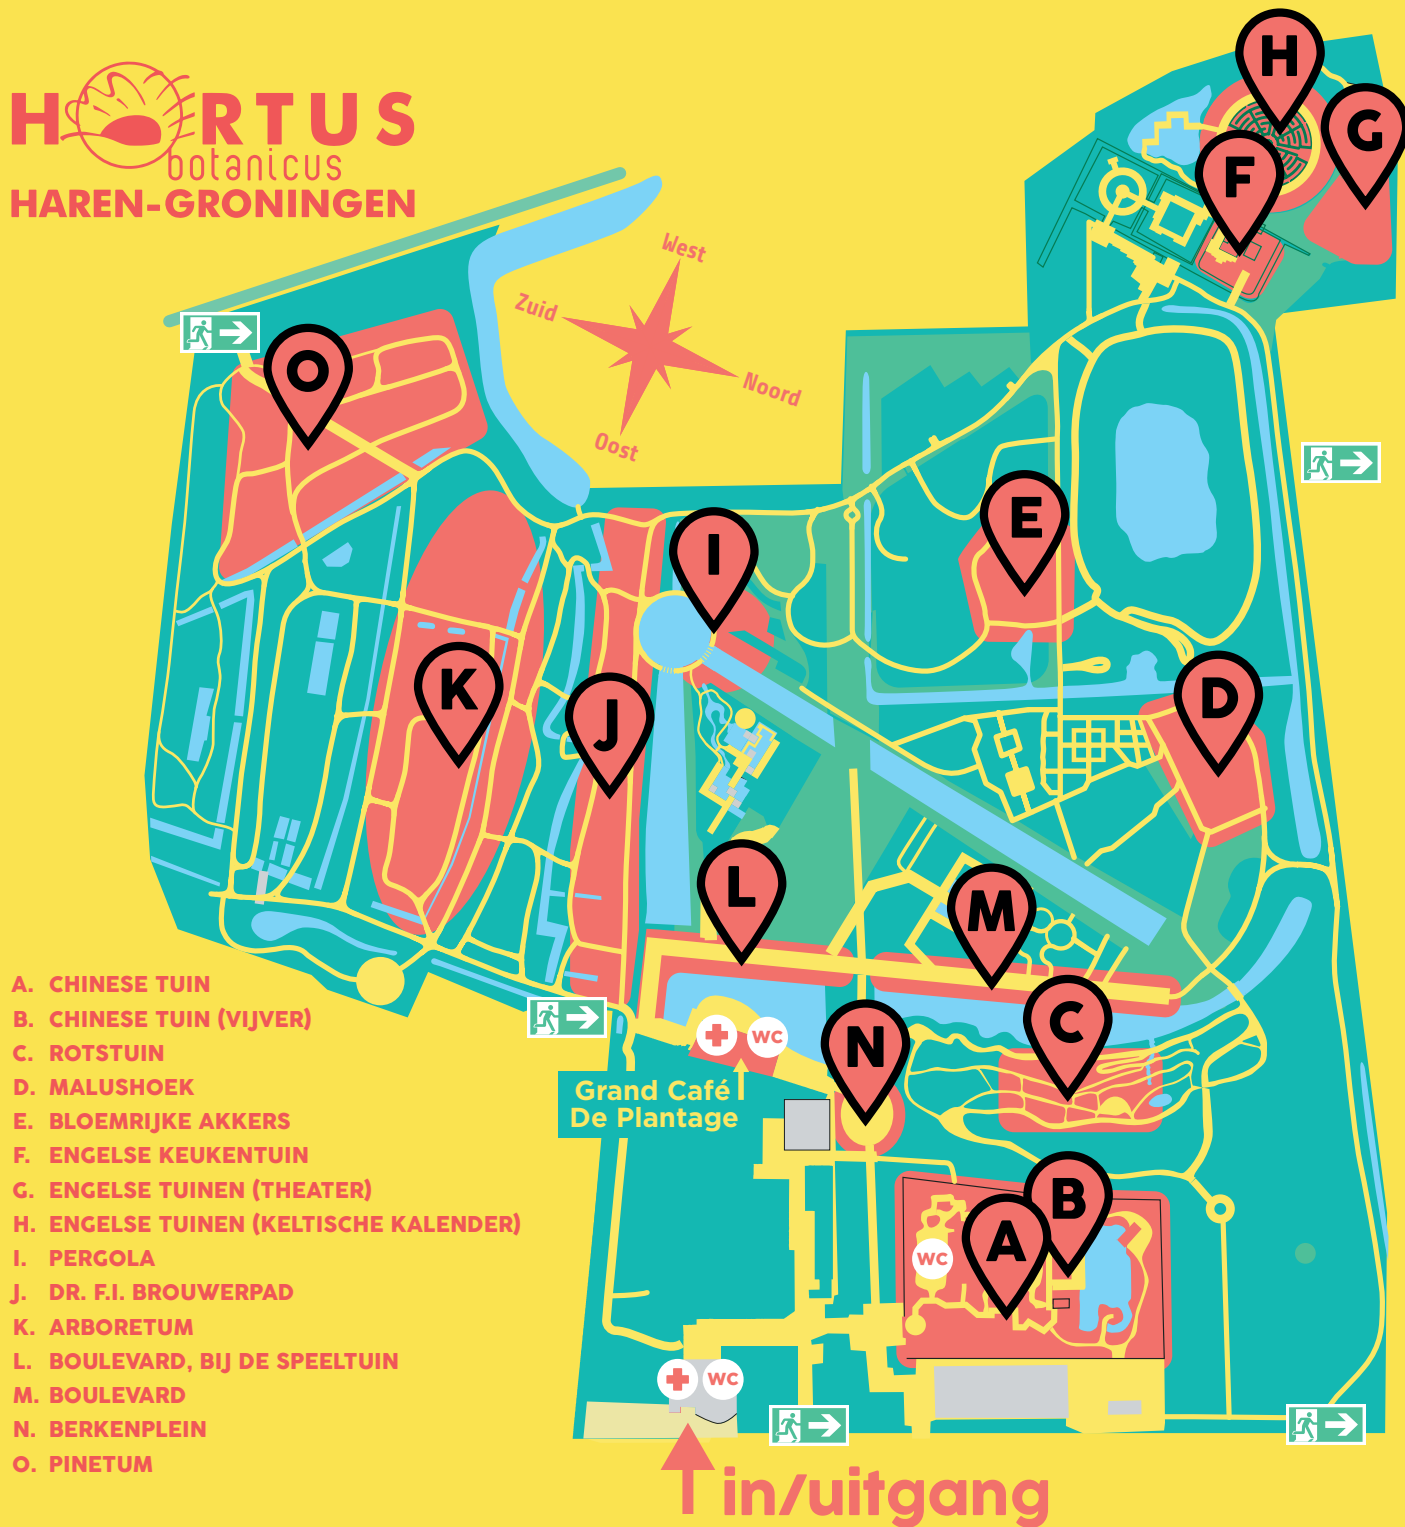 HORTUS
botanicus
HAREN-GRONINGEN
West
Zuid
Noord
Oost
H
G
F
O
E
I
D
K
J
L
M
C
N
B
A
WC
Grand Café
De Plantage
WC
WC
A. CHINESE TUIN
B. CHINESE TUIN (VIJVER)
C. ROTSTUIN
D. MALUSHOEK
E. BLOEMRIJKE AKKERS
F. ENGELSE KEUKENTUIN
G. ENGELSE TUINEN (THEATER)
H. ENGELSE TUINEN (KELTISCHE KALENDER)
I. PERGOLA
J. DR. F.I. BROUWERPAD
K. ARBORETUM
L. BOULEVARD, BIJ DE SPEELTUIN
M. BOULEVARD
N. BERKENPLEIN
O. PINETUM
in/uitgang